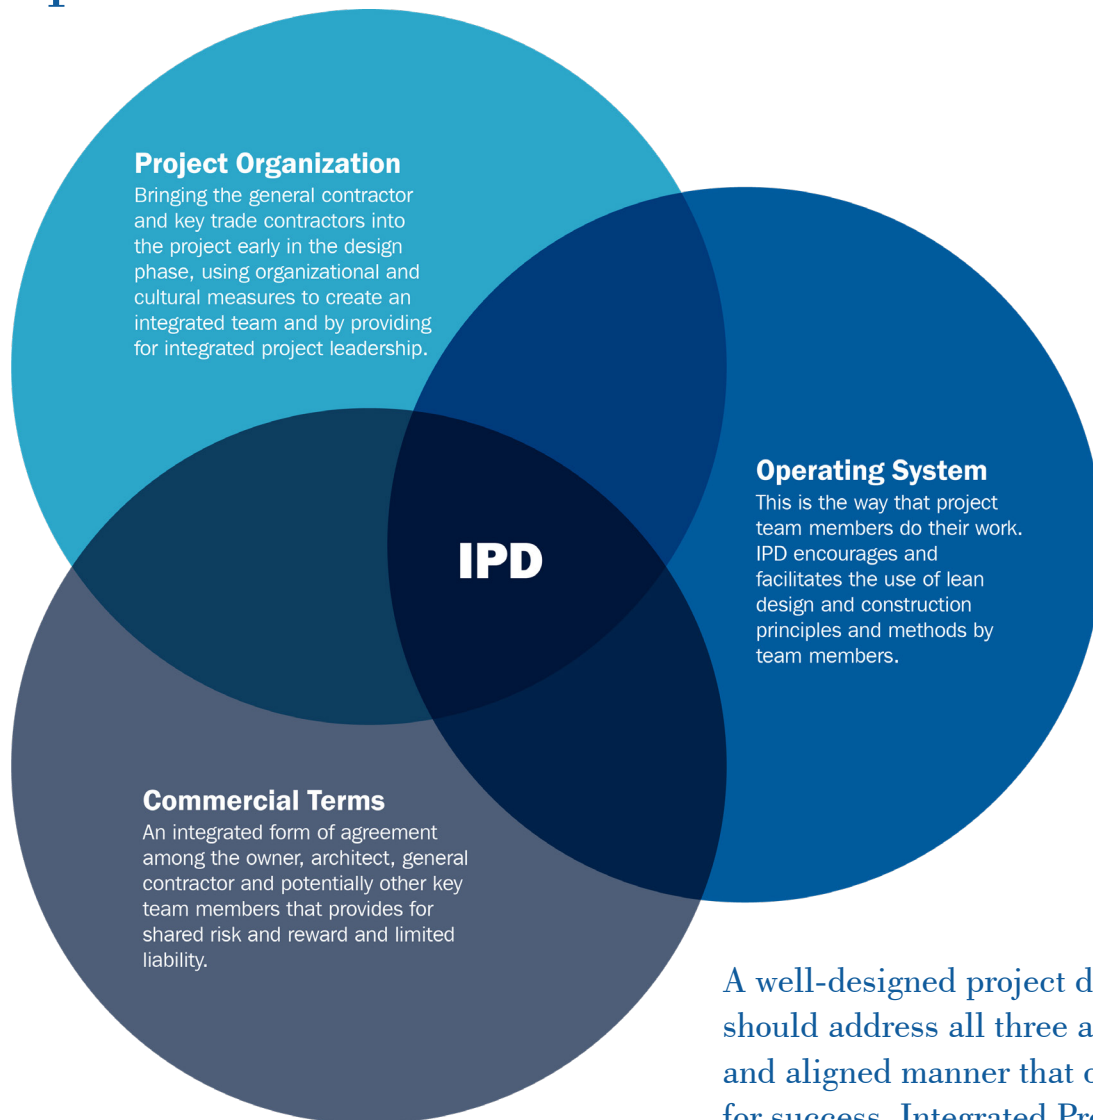 Project Organization
Bringing the general contractor
and key trade contractors into
the project early in the design
phase, using organizational and
cultural measures to create an
integrated team and by providing
for integrated project leadership.
Operating System
This is the way that project
team members do their work.
IPD encourages and
facilitates the use of lean
design and construction
principles and methods by
team members.
IPD
Commercial Terms
An integrated form of agreement
among the owner, architect, general
contractor and potentially other key
team members that provides for
shared risk and reward and limited
liability.
A well-designed project
should address all three
and aligned manner that
for success. Integrated